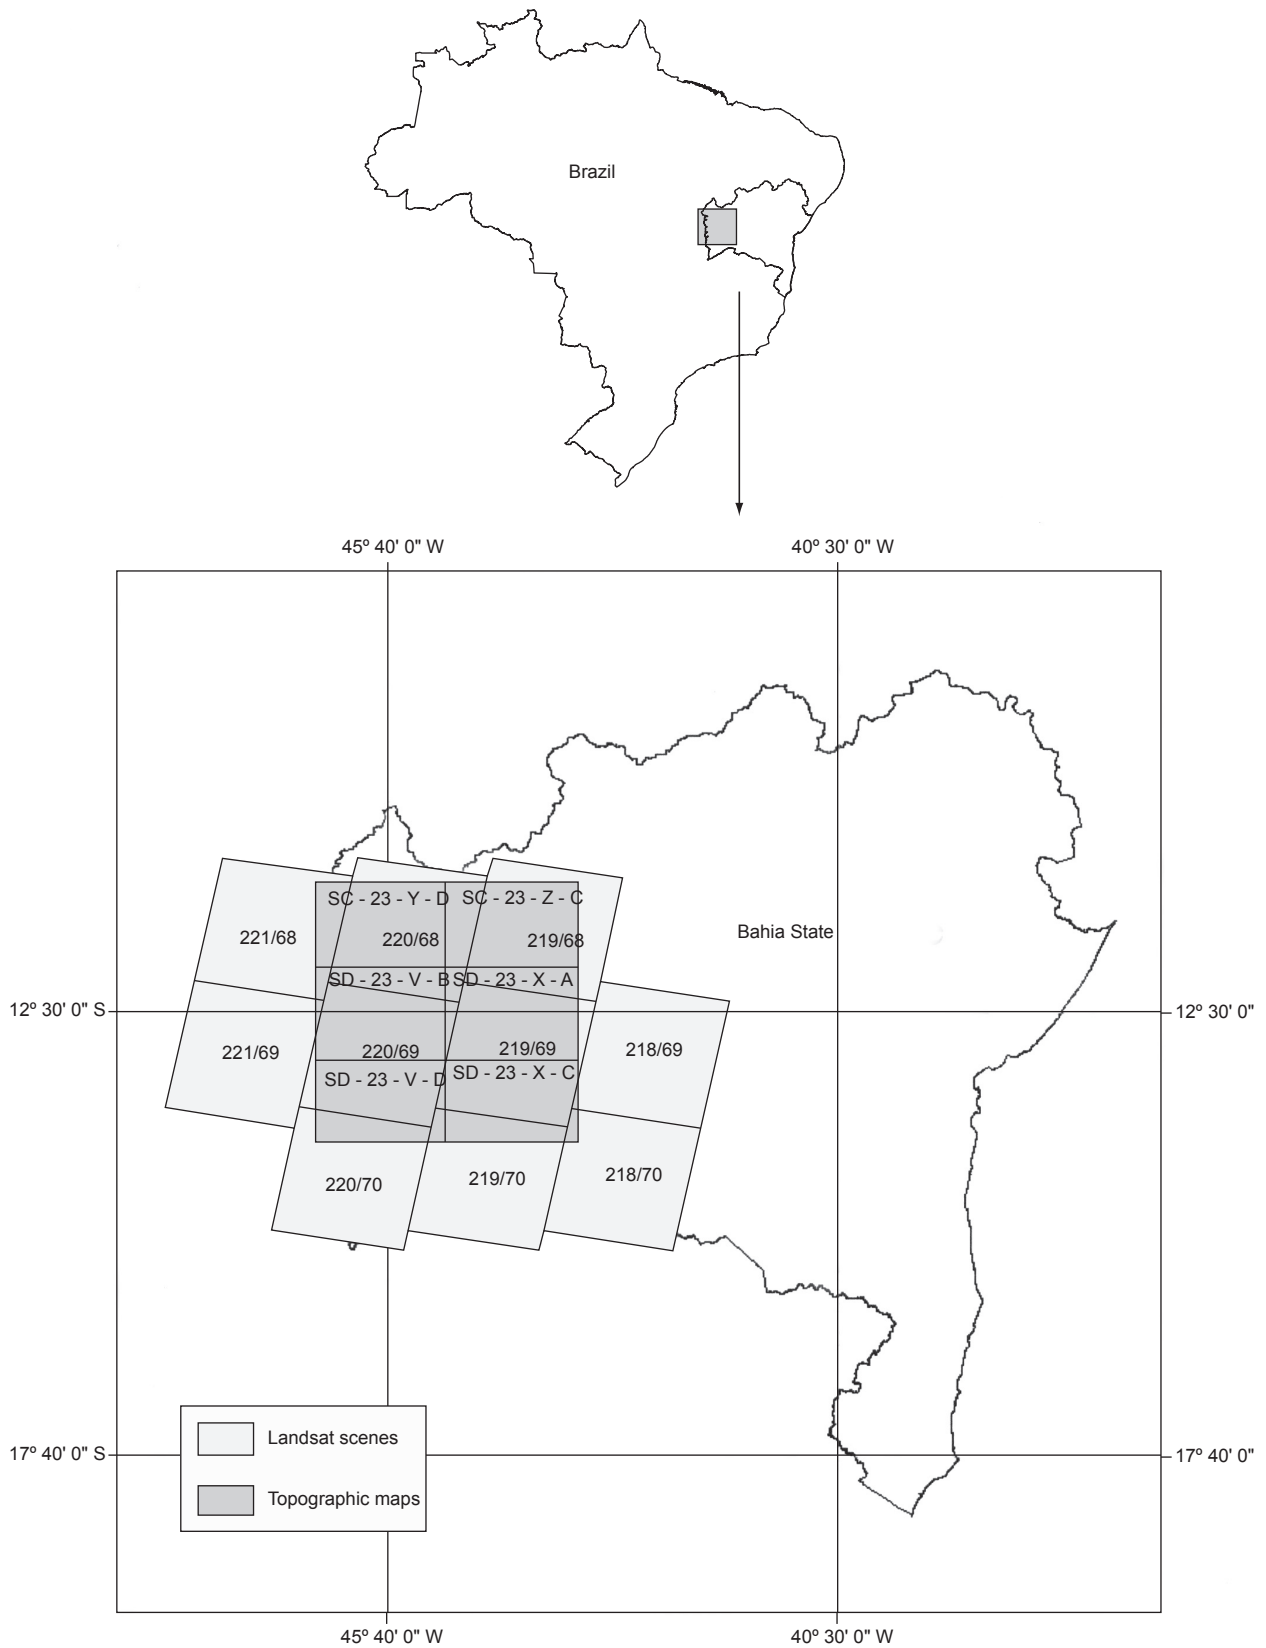 Brazil
45º 40' 0" W
40º 30' 0" W
SC - 23 - Y - D
SC - 23 - Z - C
221/68
220/68
219/68
Bahia State
SD - 23 - V - B
SD - 23 - X - A
12º 30' 0" S
12º 30' 0"
221/69
220/69
219/69
218/69
SD - 23 - V - D
SD - 23 - X - C
220/70
219/70
218/70
Landsat scenes
17º 40' 0" S
17º 40' 0"
Topographic maps
45º 40' 0" W
40º 30' 0" W